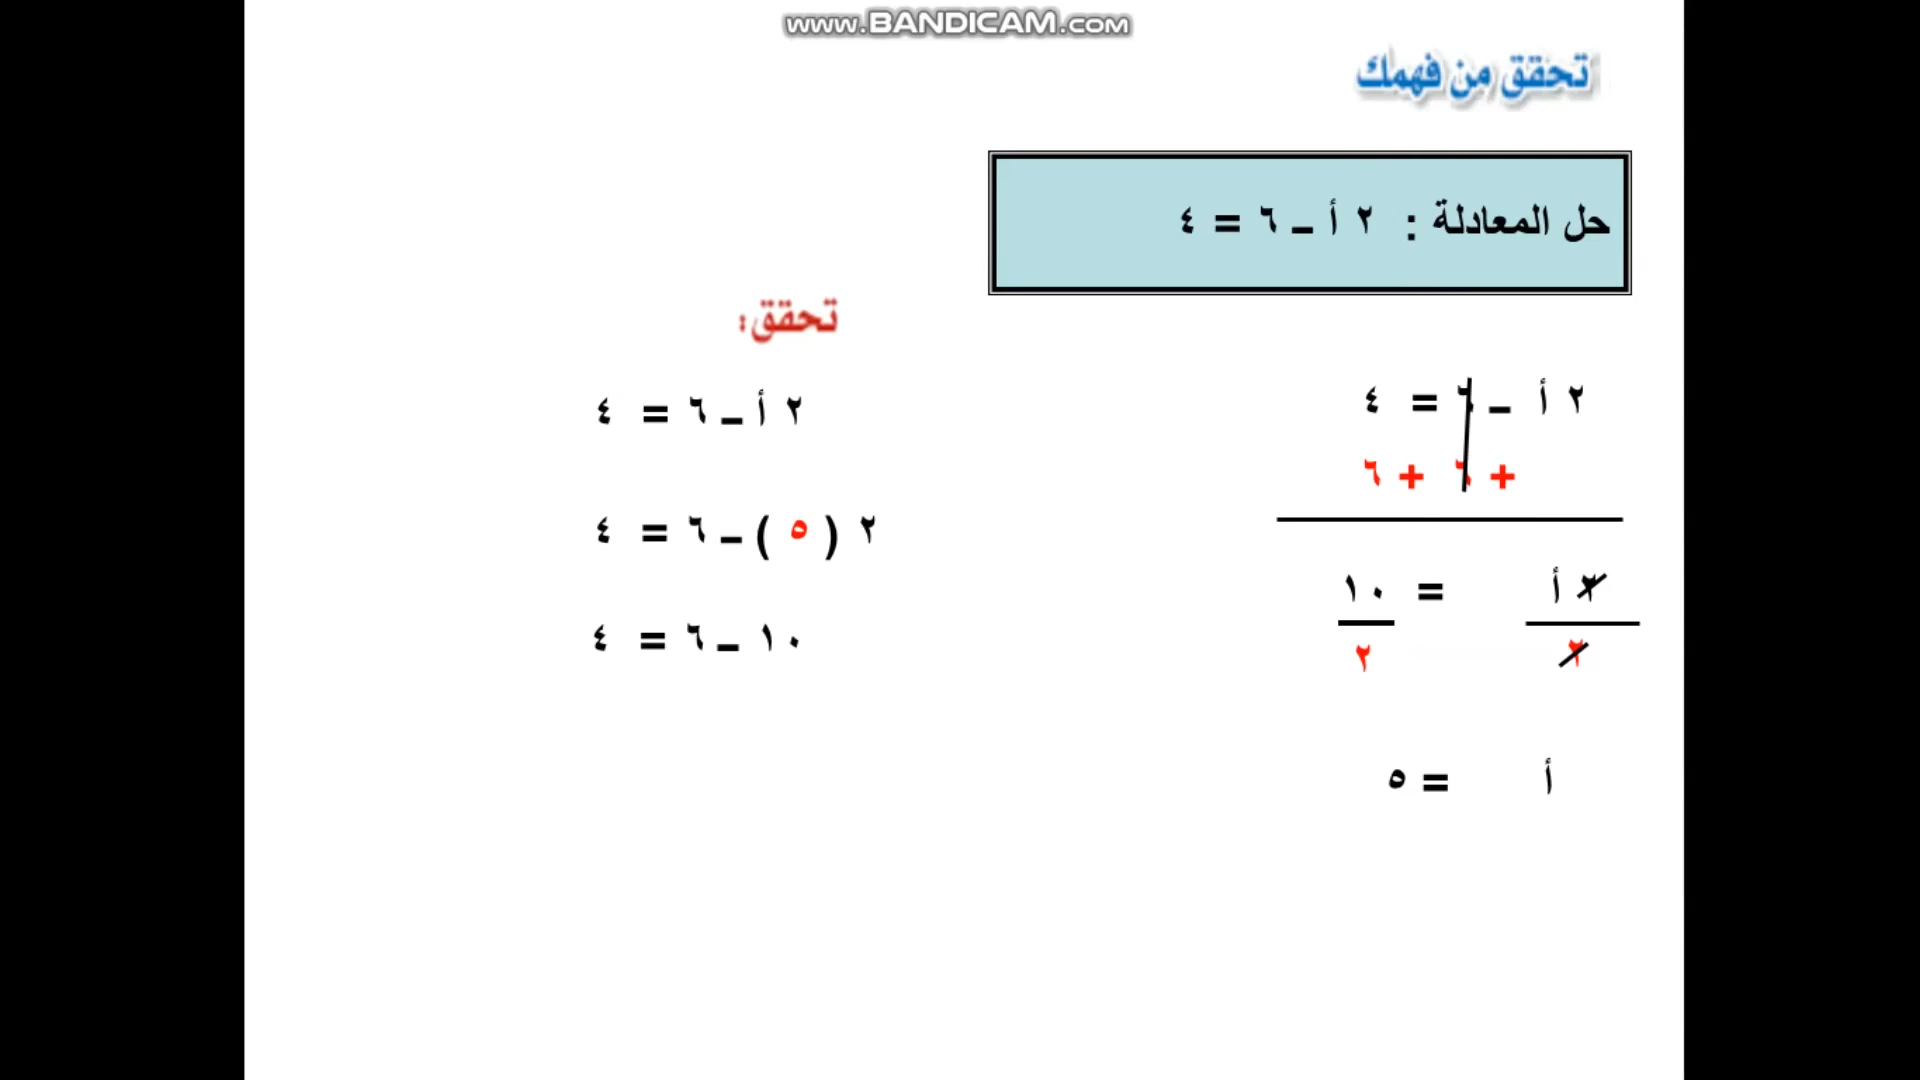 www.BANDICAM.com
تحقق من فهمك
حل المعادلة : ٢ أ – ٦ = ٤
٢ أ – ٦ = ٤
+ ٦ + ٦
٢ أ = ١٠
٢ ٢
أ = ٥
تحقق:
٢ أ – ٦ = ٤
٢ ( ٥ ) – ٦ = ٤
١٠ – ٦ = ٤